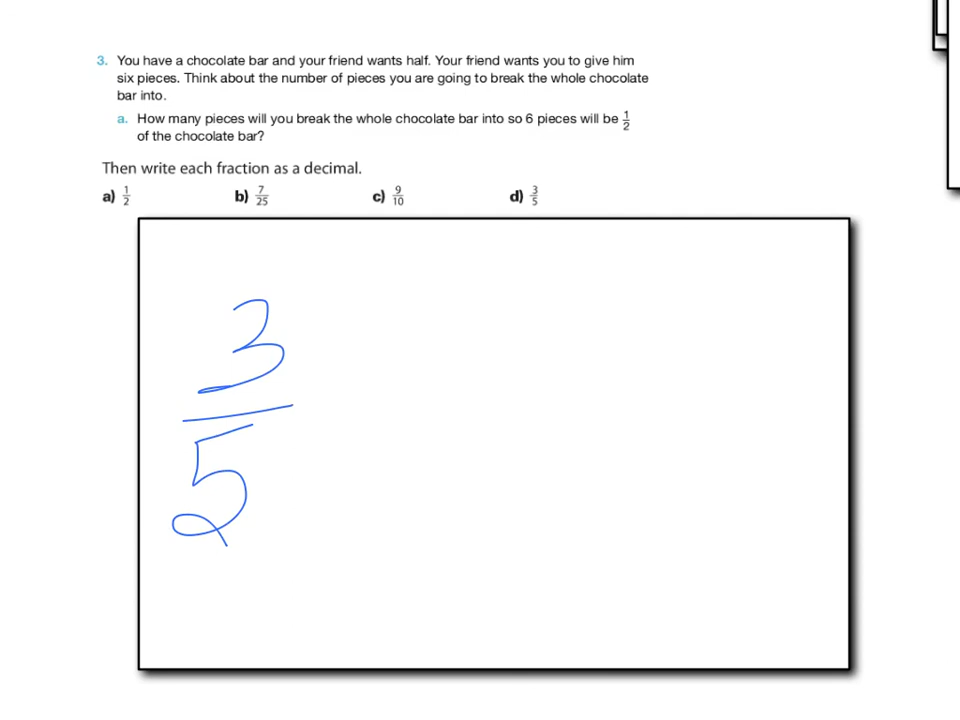 3. You have a chocolate bar and your friend wants half. Your friend wants you to give him
six pieces. Think about the number of pieces you are going to break the whole chocolate
bar into.
a. How many pieces will you break the whole chocolate bar into so 6 pieces will be 1/2
of the chocolate bar?
Then write each fraction as a decimal.
a) 1/2 b) 7/25 c) 9/10 d) 3/5
3
5